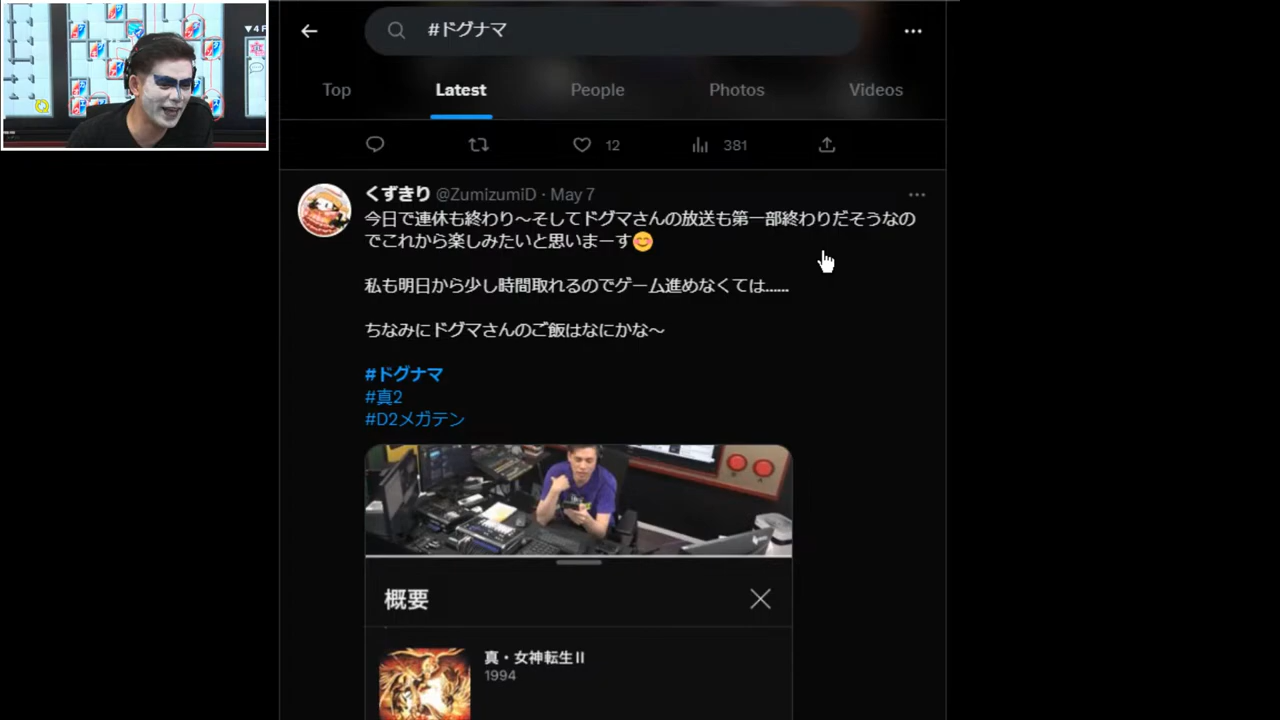 ▼4F
#ドグナマ
Top
Latest
People
Photos
Videos
12
381
くずきり @ZumizumiD · May 7
今日で連休も終わり～そしてドグマさんの放送も第一部終わりだそうなの
でこれから楽しみたいと思いまーす😊
私も明日から少し時間取れるのでゲーム進めなくては......
ちなみにドグマさんのご飯はなにかな～
#ドグナマ
#真2
#D2メガテン
概要
真・女神転生Ⅱ
1994